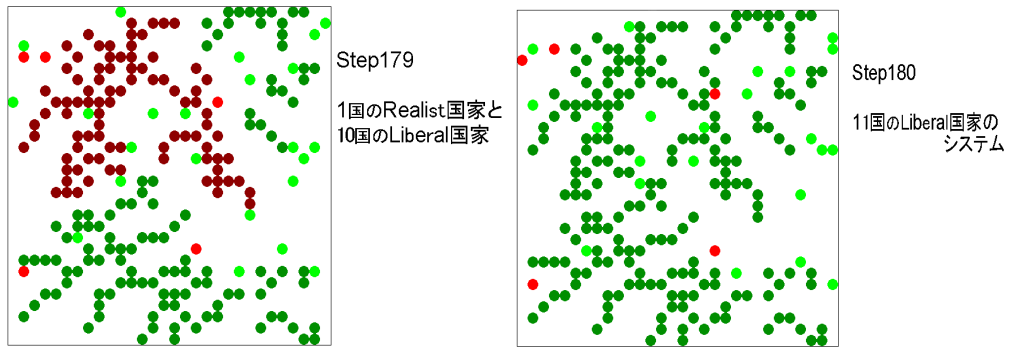 Step179
1国のRealist国家と
10国のLiberal国家
Step180
11国のLiberal国家の
システム